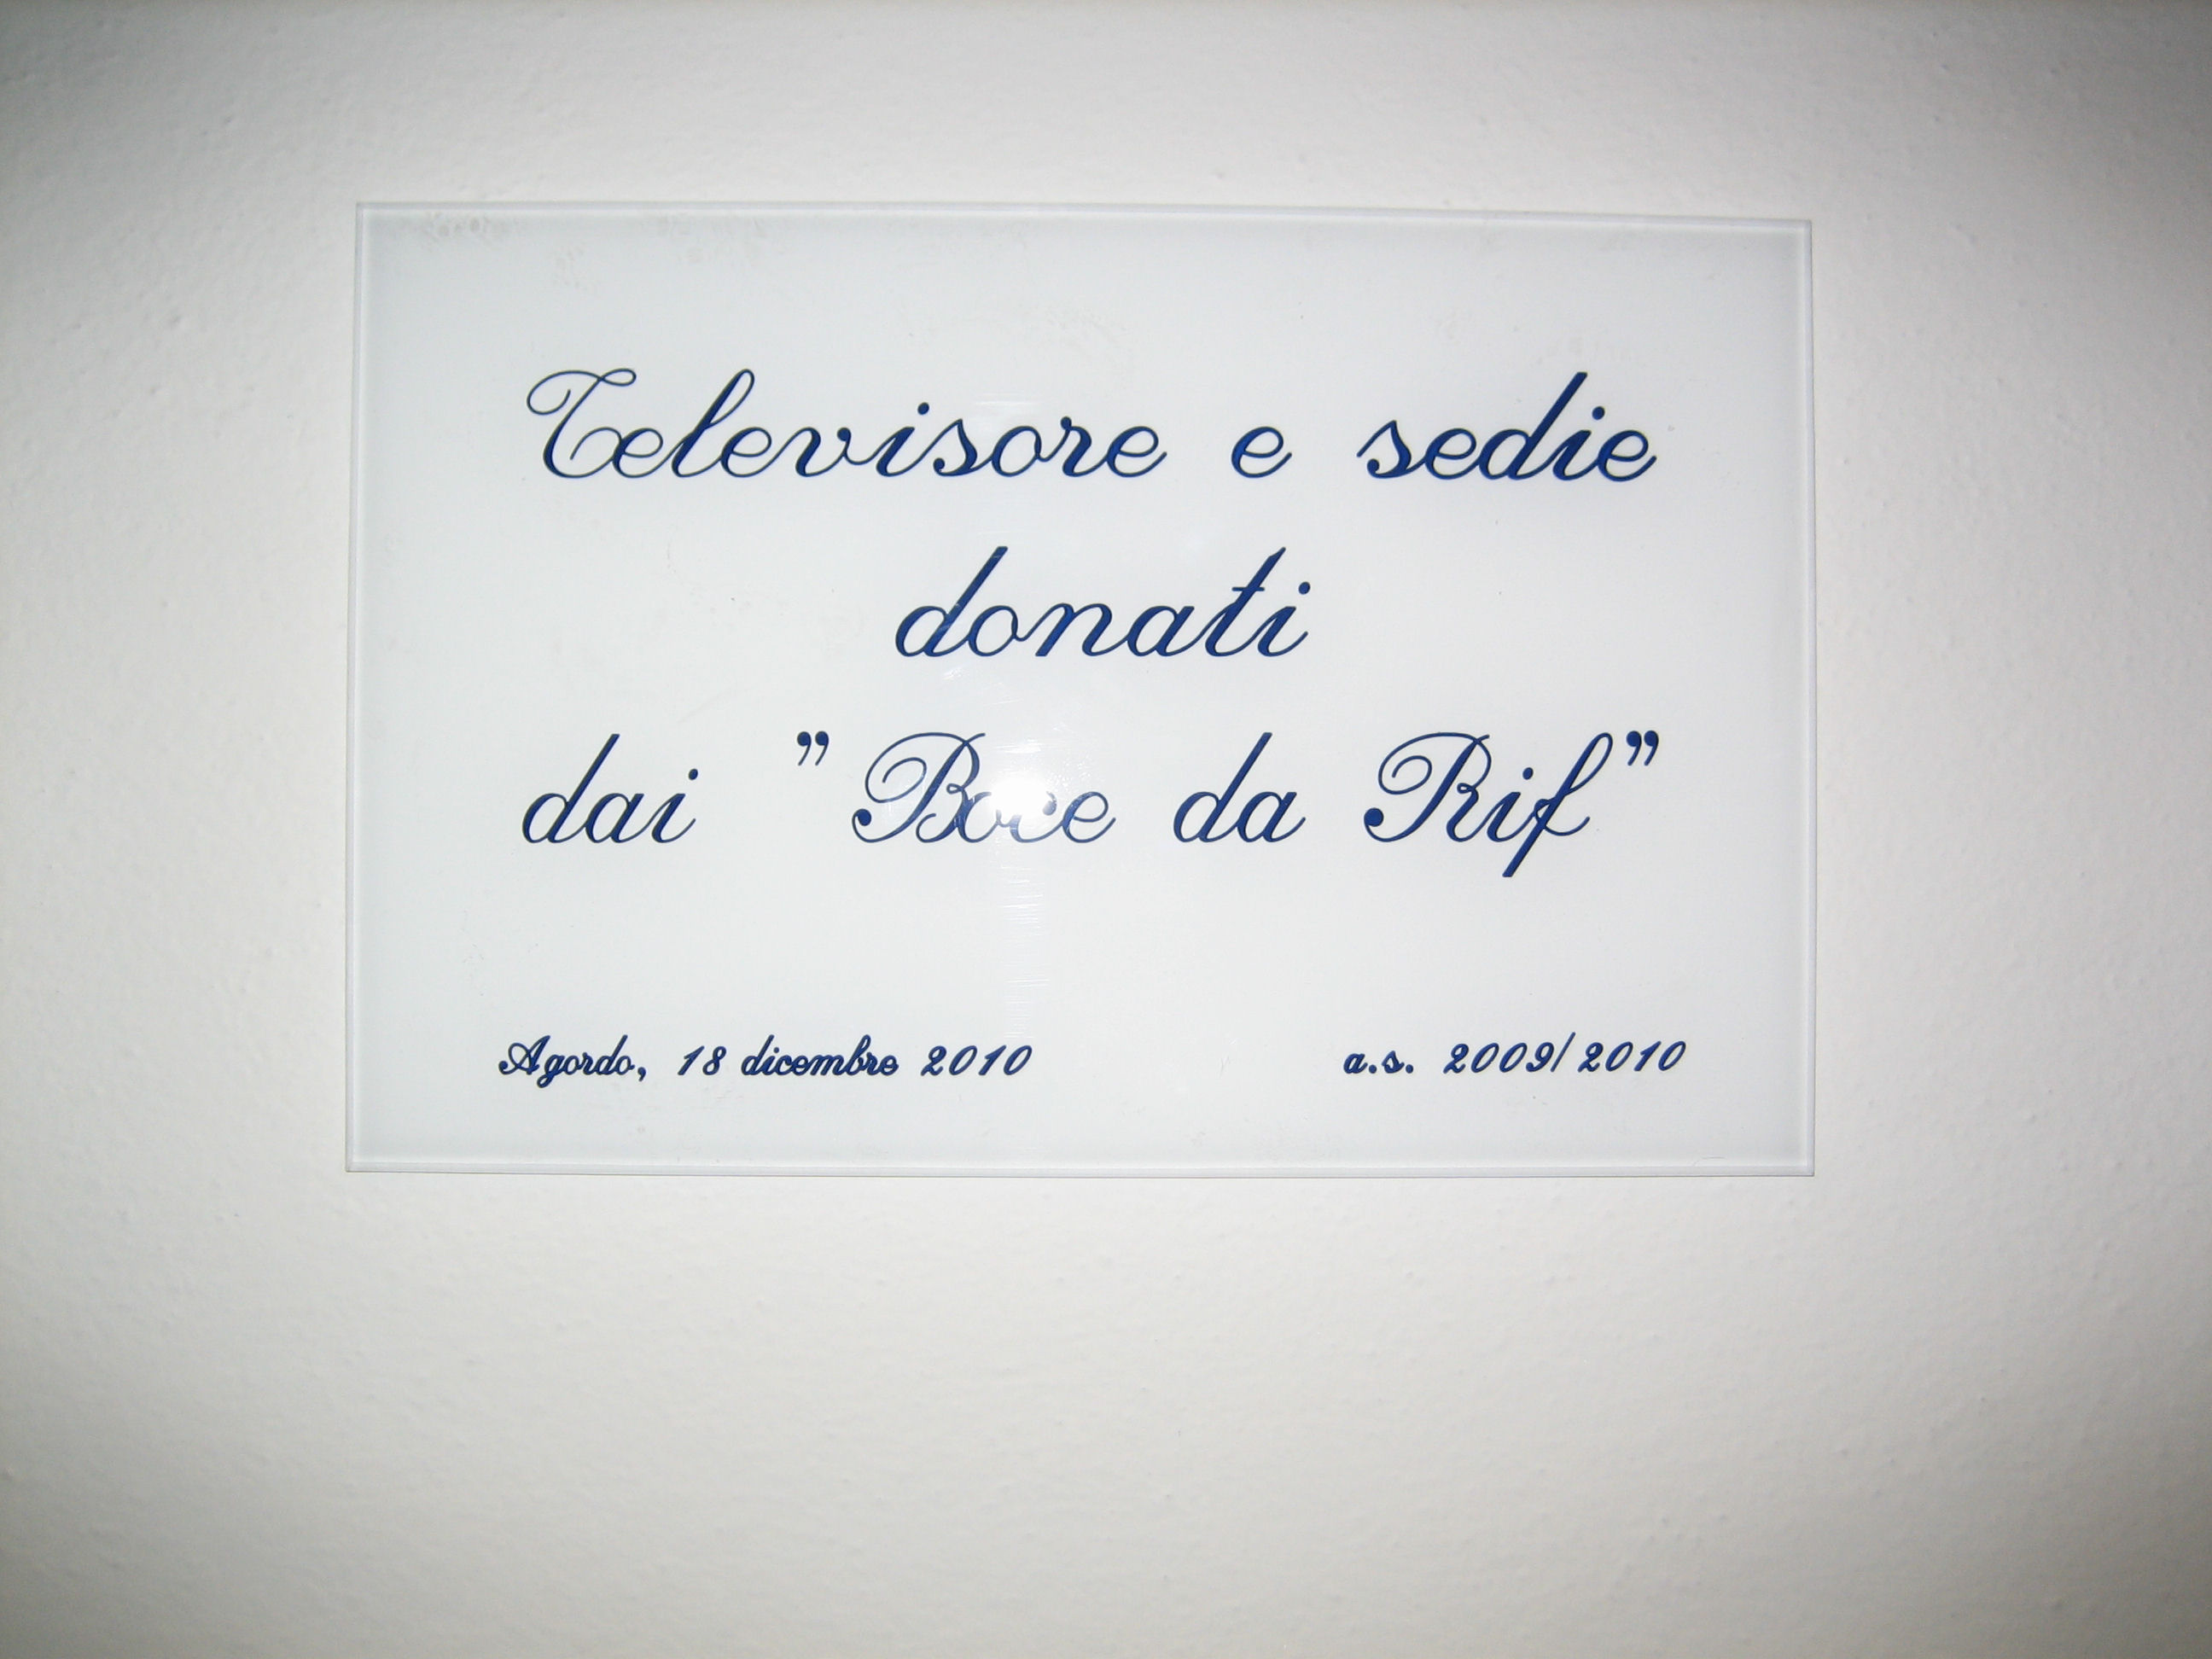 Televisore e sedie
donati
dai "Boce da Rif"
Agordo, 18 dicembre 2010 a.s. 2009/2010